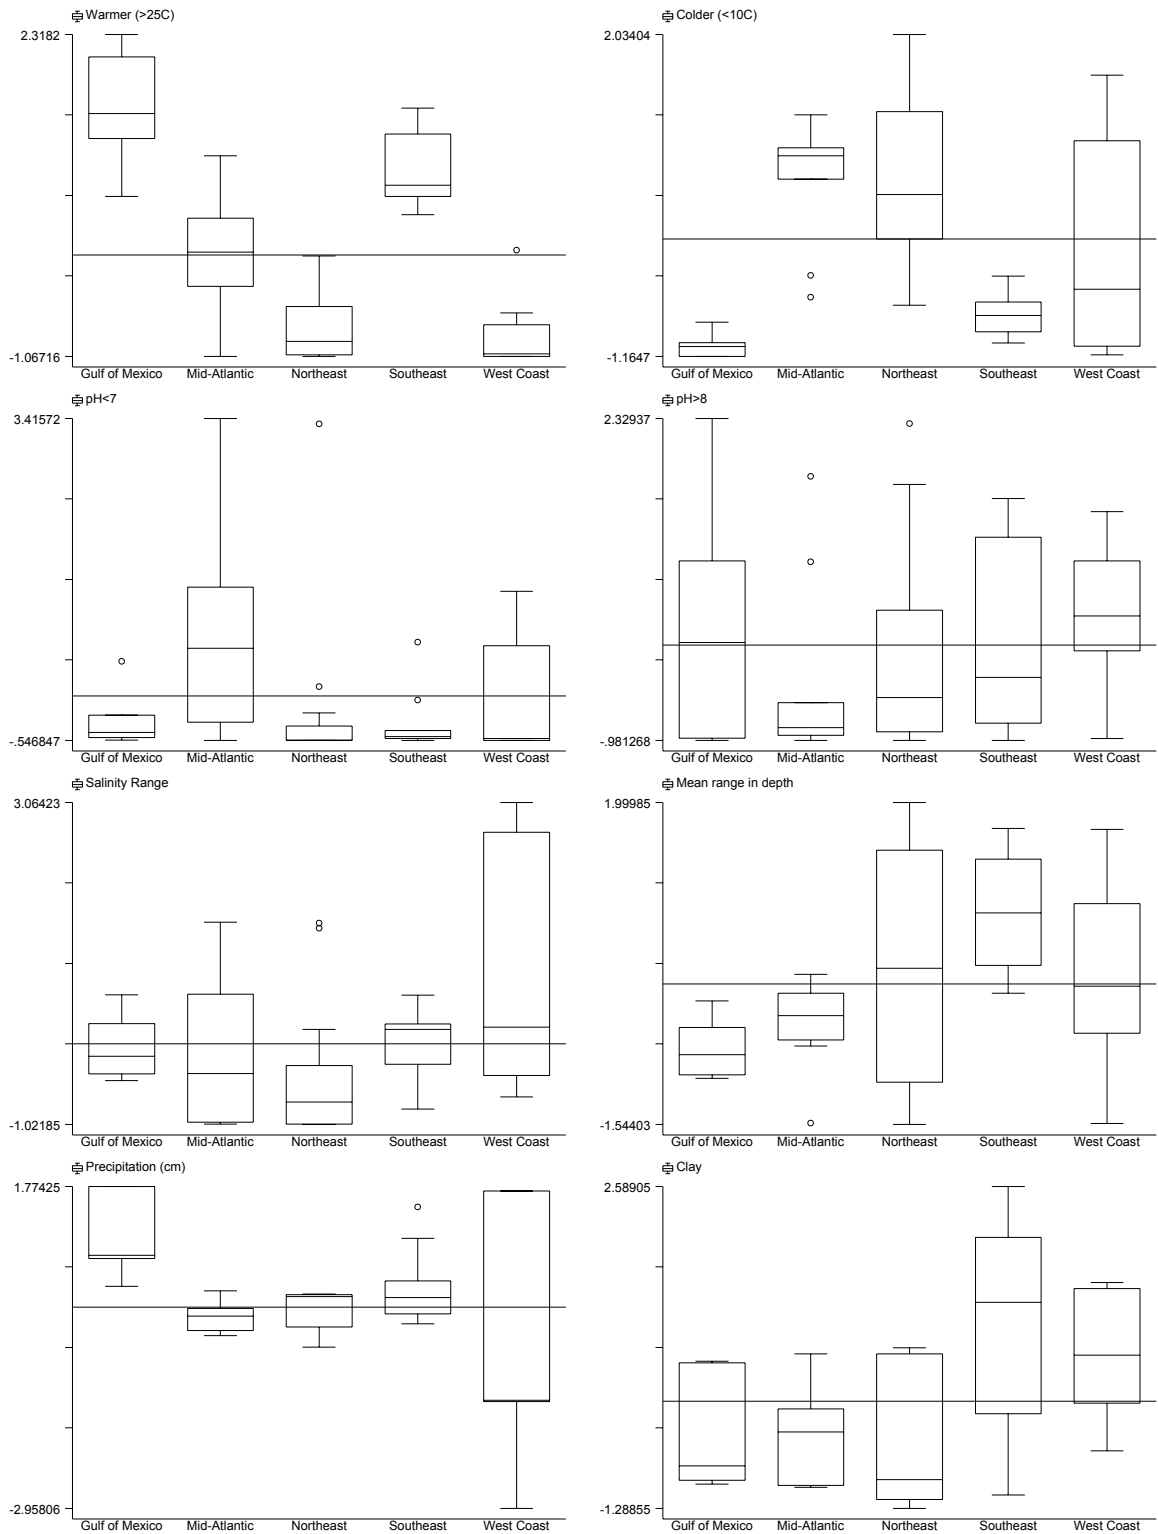 Warmer (>25C)
2.3182
-1.06716
Gulf of Mexico Mid-Atlantic Northeast Southeast West Coast
Colder (<10C)
2.03404
-1.1647
Gulf of Mexico Mid-Atlantic Northeast Southeast West Coast
pH<7
3.41572
-.546847
Gulf of Mexico Mid-Atlantic Northeast Southeast West Coast
pH>8
2.32937
-.981268
Gulf of Mexico Mid-Atlantic Northeast Southeast West Coast
Salinity Range
3.06423
-1.02185
Gulf of Mexico Mid-Atlantic Northeast Southeast West Coast
Mean range in depth
1.99985
-1.54403
Gulf of Mexico Mid-Atlantic Northeast Southeast West Coast
Precipitation (cm)
1.77425
-2.95806
Gulf of Mexico Mid-Atlantic Northeast Southeast West Coast
Clay
2.58905
-1.28855
Gulf of Mexico Mid-Atlantic Northeast Southeast West Coast